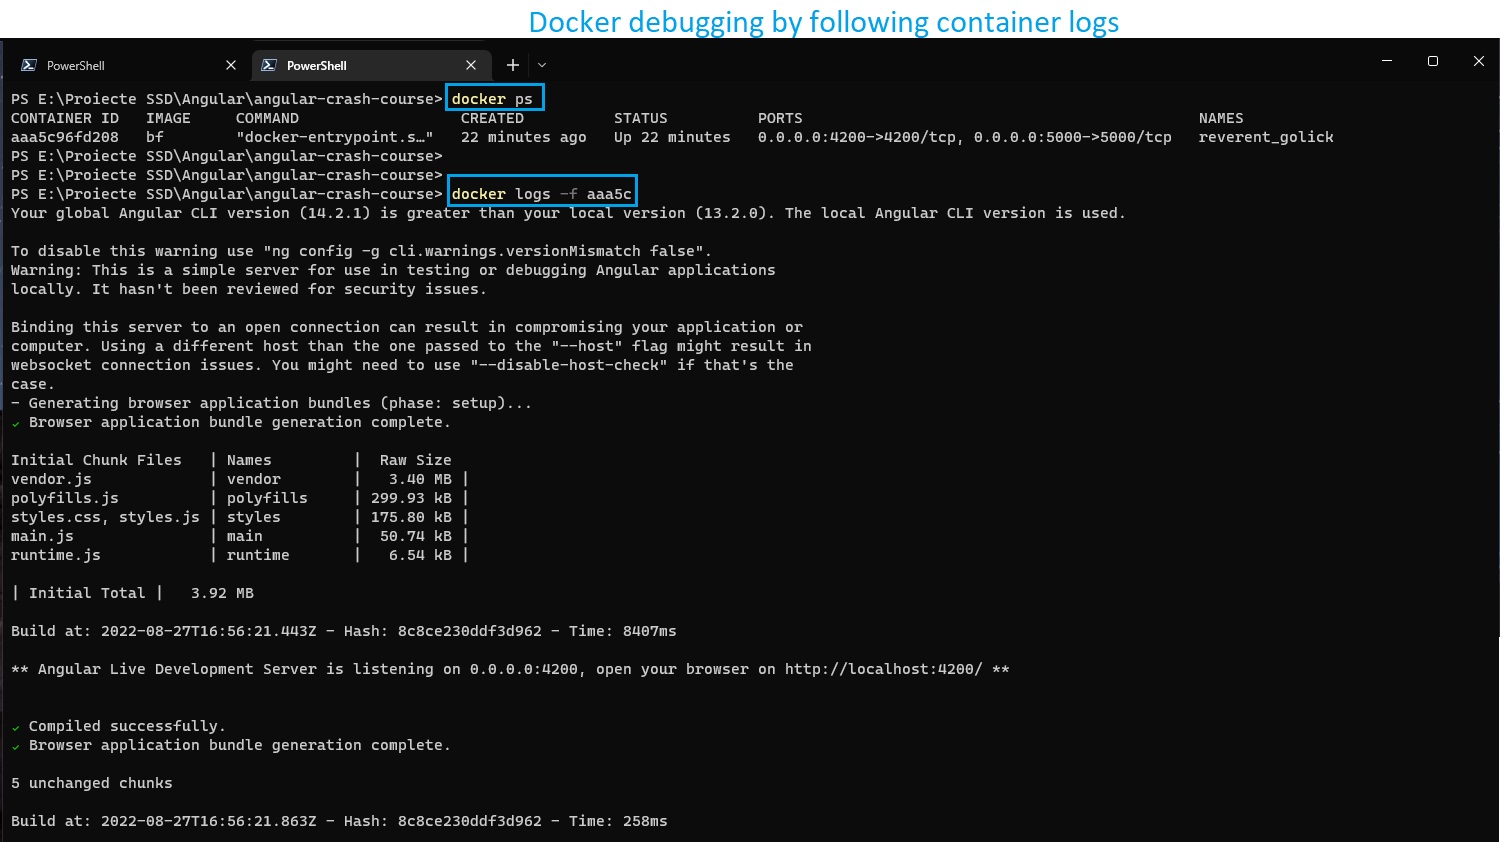 Docker debugging by following container logs
PowerShell
PowerShell
PS E:\Proiecte SSD\Angular\angular-crash-course> docker ps
CONTAINER ID   IMAGE     COMMAND                  CREATED          STATUS          PORTS                                            NAMES
aaa5c96fd208   bf        "docker-entrypoint.s…"   22 minutes ago   Up 22 minutes   0.0.0.0:4200->4200/tcp, 0.0.0.0:5000->5000/tcp   reverent_golick
PS E:\Proiecte SSD\Angular\angular-crash-course>
PS E:\Proiecte SSD\Angular\angular-crash-course>
PS E:\Proiecte SSD\Angular\angular-crash-course> docker logs -f aaa5c
Your global Angular CLI version (14.2.1) is greater than your local version (13.2.0). The local Angular CLI version is used.
To disable this warning use "ng config -g cli.warnings.versionMismatch false".
Warning: This is a simple server for use in testing or debugging Angular applications
locally. It hasn't been reviewed for security issues.
Binding this server to an open connection can result in compromising your application or
computer. Using a different host than the one passed to the "--host" flag might result in
websocket connection issues. You might need to use "--disable-host-check" if that's the
case.
- Generating browser application bundles (phase: setup)...
✓ Browser application bundle generation complete.
Initial Chunk Files   | Names         |  Raw Size
vendor.js             | vendor        |   3.40 MB |
polyfills.js          | polyfills     | 299.93 kB |
styles.css, styles.js | styles        | 175.80 kB |
main.js               | main          |  50.74 kB |
runtime.js            | runtime       |   6.54 kB |
| Initial Total |   3.92 MB
Build at: 2022-08-27T16:56:21.443Z - Hash: 8c8ce230ddf3d962 - Time: 8407ms
** Angular Live Development Server is listening on 0.0.0.0:4200, open your browser on http://localhost:4200/ **
✓ Compiled successfully.
✓ Browser application bundle generation complete.
5 unchanged chunks
Build at: 2022-08-27T16:56:21.863Z - Hash: 8c8ce230ddf3d962 - Time: 258ms